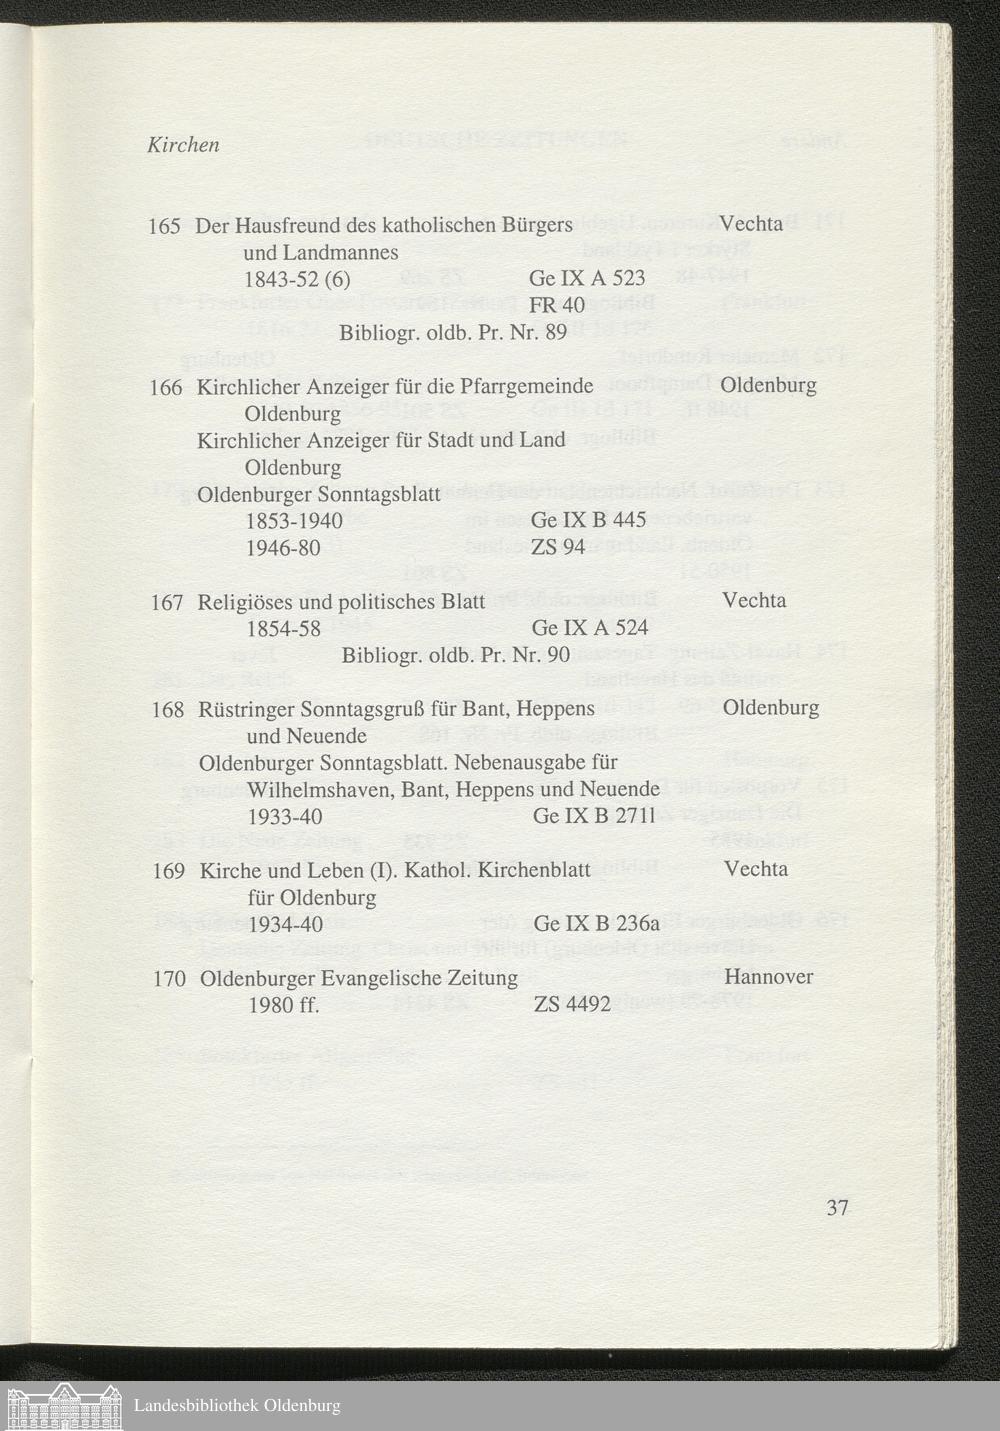 Kirchen
165 Der Hausfreund des katholischen Bürgers Vechta
und Landmannes
1843-52 (6) Ge IX A 523
FR 40
Bibliogr. oldb. Pr. Nr. 89
166 Kirchlicher Anzeiger für die Pfarrgemeinde Oldenburg
Oldenburg
Kirchlicher Anzeiger für Stadt und Land
Oldenburg
Oldenburger Sonntagsblatt
1853-1940 Ge IX B 445
1946-80 ZS 94
167 Religiöses und politisches Blatt Vechta
1854-58 Ge IX A 524
Bibliogr. oldb. Pr. Nr. 90
168 Rüstringer Sonntagsgruß für Bant, Heppens Oldenburg
und Neuende
Oldenburger Sonntagsblatt. Nebenausgabe für
Wilhelmshaven, Bant, Heppens und Neuende
1933-40 Ge IX B 271l
169 Kirche und Leben (I). Kathol. Kirchenblatt Vechta
für Oldenburg
1934-40 Ge IX B 236a
170 Oldenburger Evangelische Zeitung Hannover
1980 ff. ZS 4492
37
Landesbibliothek Oldenburg